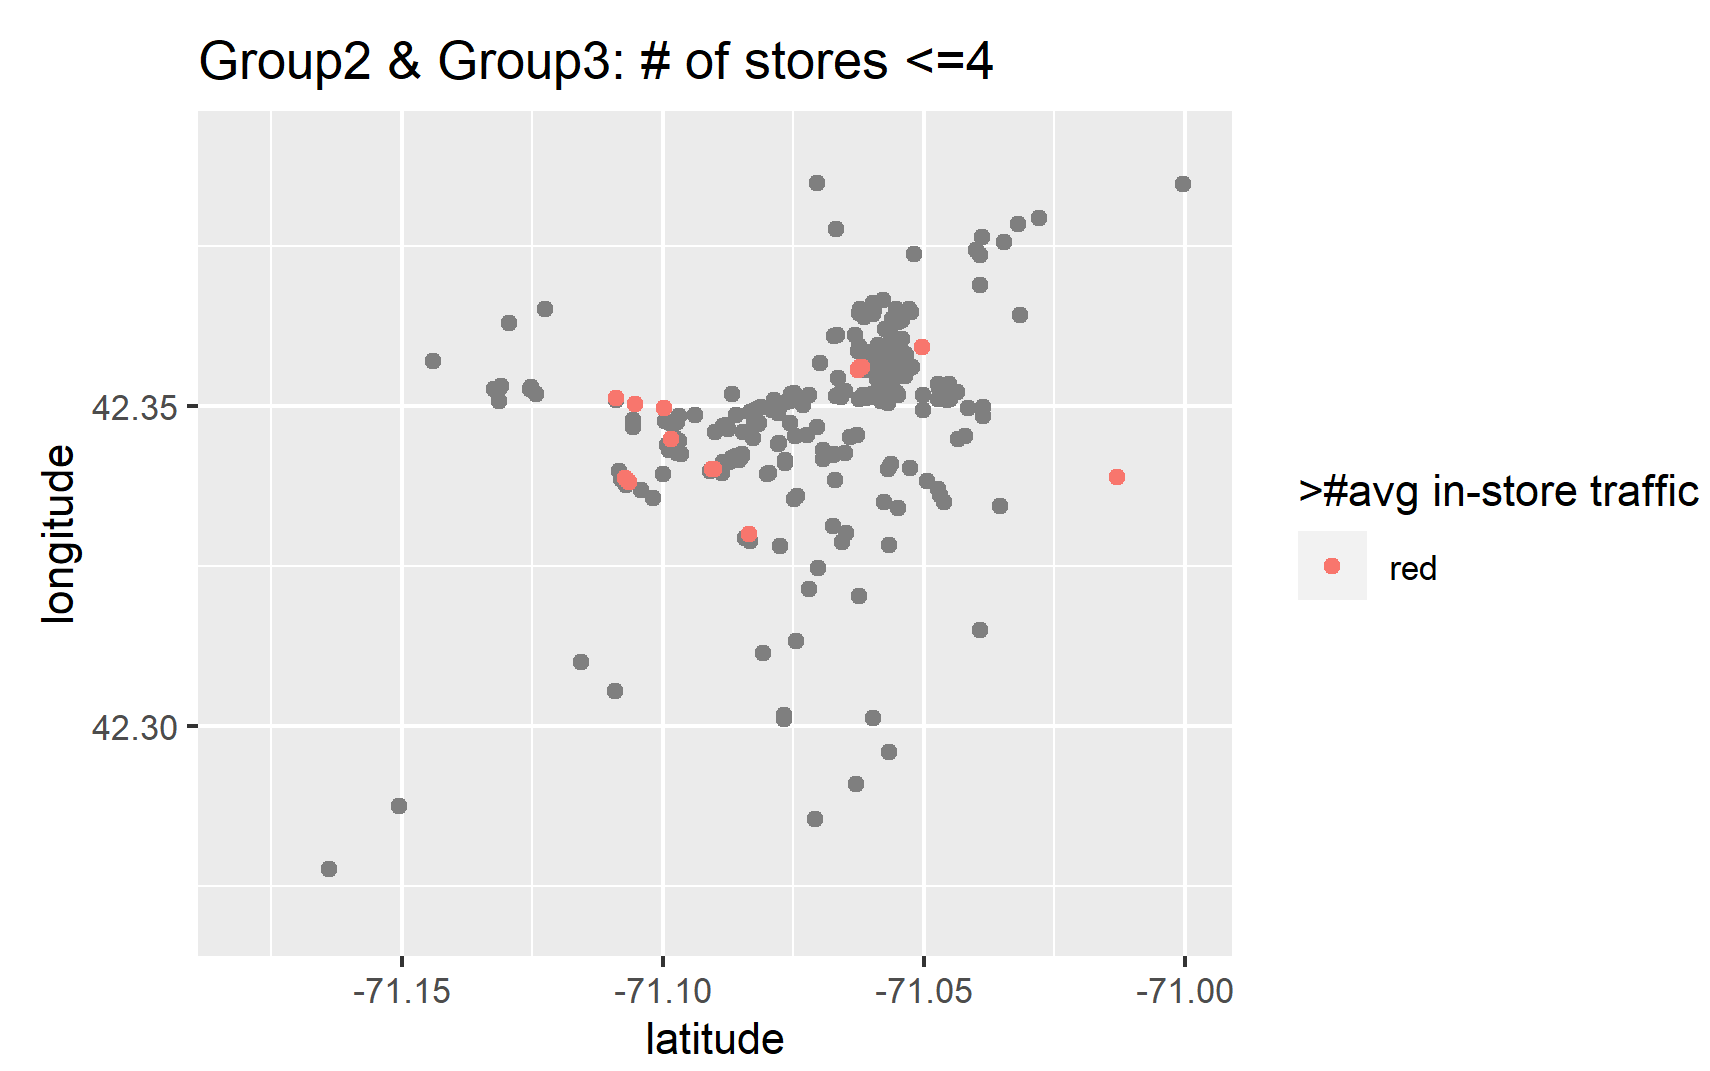 Group2 & Group3: # of stores <=4
longitude
42.35
42.30
-71.15
-71.10
-71.05
-71.00
latitude
>#avg in-store traffic
red